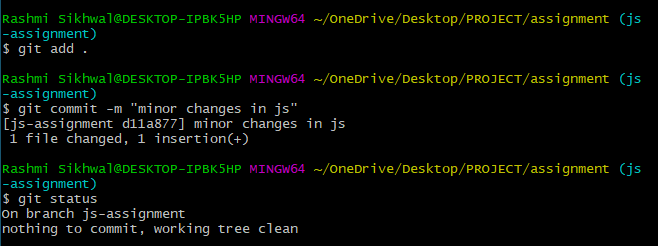 Rashmi Sikhwal@DESKTOP-IPBK5HP MINGW64 ~/OneDrive/Desktop/PROJECT/assignment (js
-assignment)
$ git add .
Rashmi Sikhwal@DESKTOP-IPBK5HP MINGW64 ~/OneDrive/Desktop/PROJECT/assignment (js
-assignment)
$ git commit -m "minor changes in js"
[js-assignment d11a877] minor changes in js
 1 file changed, 1 insertion(+)
Rashmi Sikhwal@DESKTOP-IPBK5HP MINGW64 ~/OneDrive/Desktop/PROJECT/assignment (js
-assignment)
$ git status
On branch js-assignment
nothing to commit, working tree clean